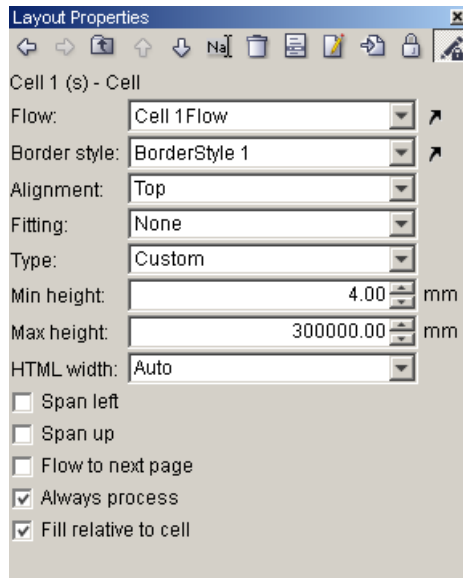 Layout Properties
Na
Cell 1 (s) - Cell
Flow: Cell 1Flow
Border style: BorderStyle 1
Alignment: Top
Fitting: None
Type: Custom
Min height: 4.00 mm
Max height: 300000.00 mm
HTML width: Auto
Span left
Span up
Flow to next page
Always process
Fill relative to cell